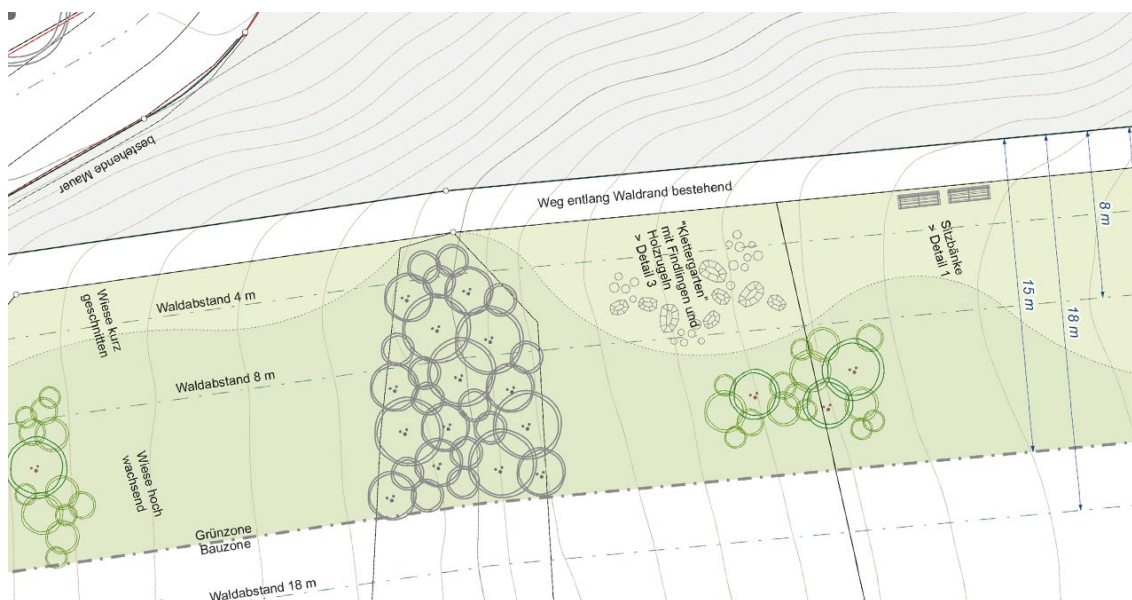 bestehende Mauer
Weg entlang Waldrand bestehend
"Klettergarten"
mit Findlingen und
Holzrugeln
> Detail 3
Sitzbänke
> Detail 1
8 m
15 m
18 m
Wiese kurz
geschnitten
Waldabstand 4 m
Waldabstand 8 m
Wiese hoch
wachsend
Grünzone
Bauzone
Waldabstand 18 m